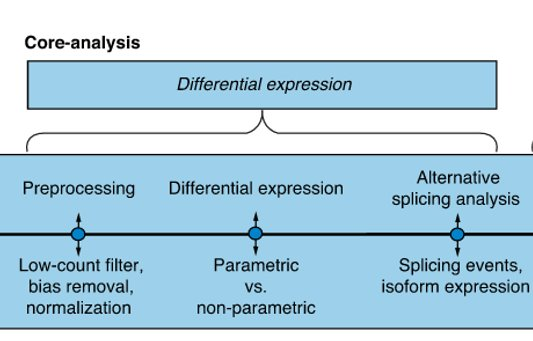 Core-analysis
Differential expression
Preprocessing
Differential expression
Alternative
splicing analysis
Low-count filter,
bias removal,
normalization
Parametric
vs.
non-parametric
Splicing events,
isoform expression